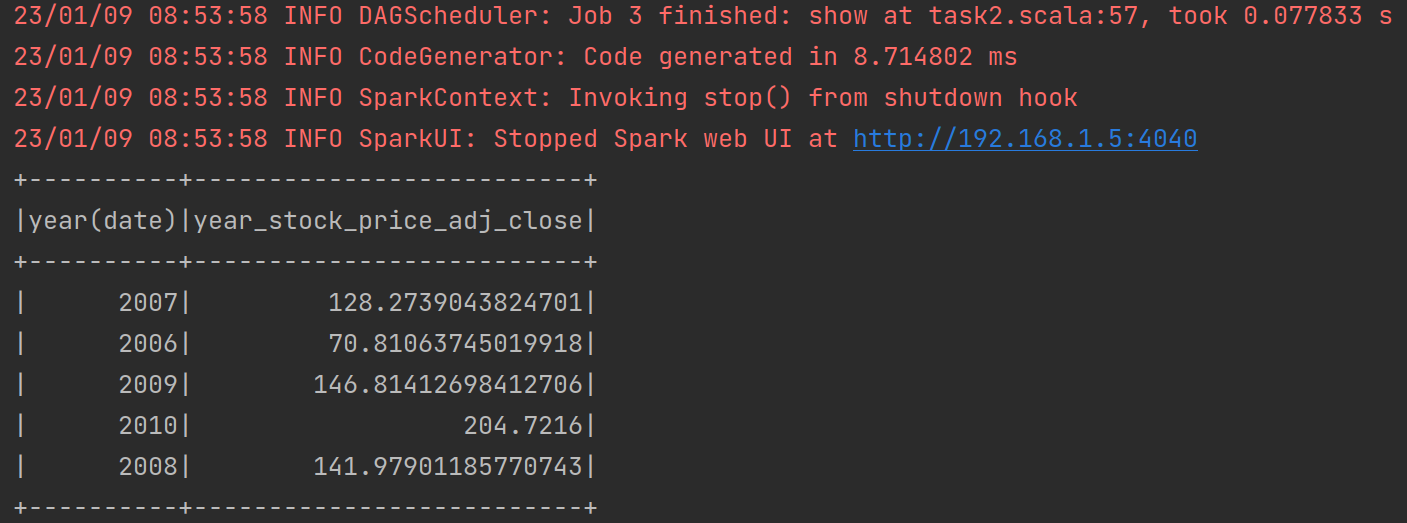 23/01/09 08:53:58 INFO DAGScheduler: Job 3 finished: show at task2.scala:57, took 0.077833 s
23/01/09 08:53:58 INFO CodeGenerator: Code generated in 8.714802 ms
23/01/09 08:53:58 INFO SparkContext: Invoking stop() from shutdown hook
23/01/09 08:53:58 INFO SparkUI: Stopped Spark web UI at http://192.168.1.5:4040
+----------+--------------------------+
|year(date)|year_stock_price_adj_close|
+----------+--------------------------+
|      2007|         128.2739043824701|
|      2006|         70.81063745019918|
|      2009|        146.81412698412706|
|      2010|                  204.7216|
|      2008|        141.97901185770743|
+----------+--------------------------+